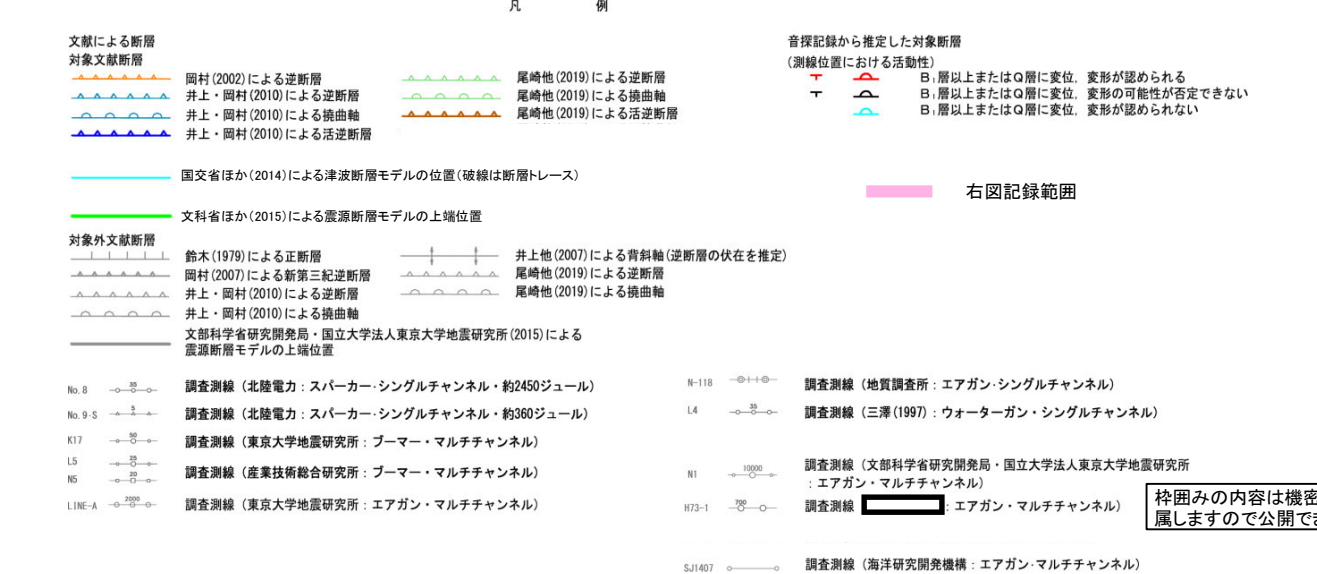 凡 例
文献による断層
対象文献断層
岡村(2002)による逆断層
井上・岡村(2010)による逆断層
井上・岡村(2010)による撓曲軸
井上・岡村(2010)による活逆断層
尾崎他(2019)による逆断層
尾崎他(2019)による撓曲軸
尾崎他(2019)による活逆断層
国交省ほか(2014)による津波断層モデルの位置(破線は断層トレース)
文科省ほか(2015)による震源断層モデルの上端位置
対象外文献断層
鈴木(1979)による正断層
岡村(2007)による新第三紀逆断層
井上・岡村(2010)による逆断層
井上・岡村(2010)による撓曲軸
文部科学省研究開発局・国立大学法人東京大学地震研究所(2015)による
震源断層モデルの上端位置
井上他(2007)による背斜軸(逆断層の伏在を推定)
尾崎他(2019)による逆断層
尾崎他(2019)による撓曲軸
音探記録から推定した対象断層
(測線位置における活動性)
B₁層以上またはQ層に変位，変形が認められる
B₁層以上またはQ層に変位，変形の可能性が否定できない
B₁層以上またはQ層に変位，変形が認められない
右図記録範囲
No.8 35 調査測線（北陸電力：スパーカー・シングルチャンネル・約2450ジュール）
No.9-S 5 調査測線（北陸電力：スパーカー・シングルチャンネル・約360ジュール）
K17 50 調査測線（東京大学地震研究所：ブーマー・マルチチャンネル）
L5 25
N5 20 調査測線（産業技術総合研究所：ブーマー・マルチチャンネル）
LINE-A 2000 調査測線（東京大学地震研究所：エアガン・マルチチャンネル）
N-118 調査測線（地質調査所：エアガン・シングルチャンネル）
L4 35 調査測線（三澤(1997)：ウォーターガン・シングルチャンネル）
N1 10000 調査測線（文部科学省研究開発局・国立大学法人東京大学地震研究所
：エアガン・マルチチャンネル）
H73-1 700 調査測線 ：エアガン・マルチチャンネル）
SJ1407 調査測線（海洋研究開発機構：エアガン・マルチチャンネル）
枠囲みの内容は機密
属しますので公開でき